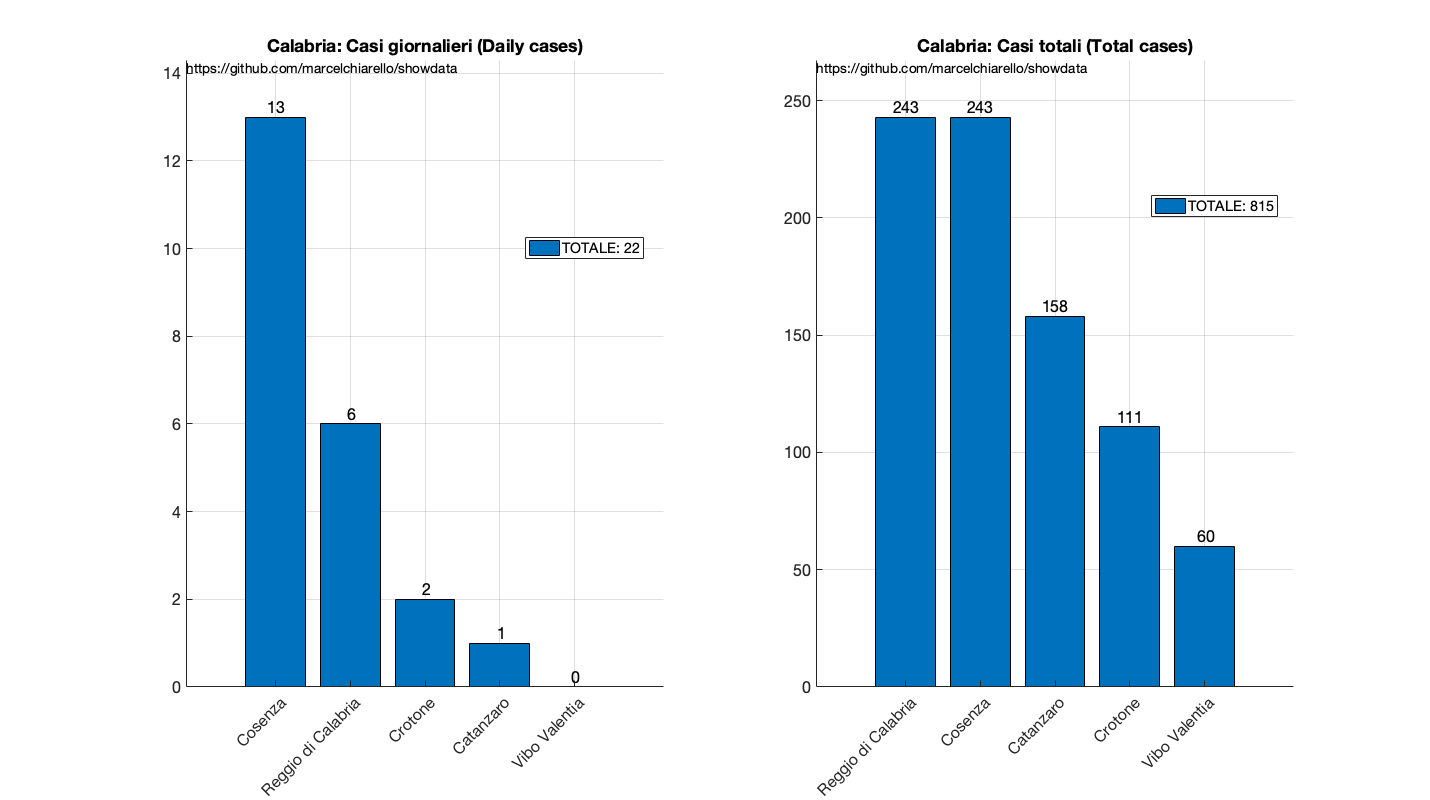 Calabria: Casi giornalieri (Daily cases)
https://github.com/marcelchiarello/showdata
14
12
10
8
6
4
2
0
13
6
2
1
0
TOTALE: 22
Cosenza
Reggio di Calabria
Crotone
Catanzaro
Vibo Valentia
Calabria: Casi totali (Total cases)
https://github.com/marcelchiarello/showdata
250
200
150
100
50
0
243
243
158
111
60
TOTALE: 815
Reggio di Calabria
Cosenza
Catanzaro
Crotone
Vibo Valentia